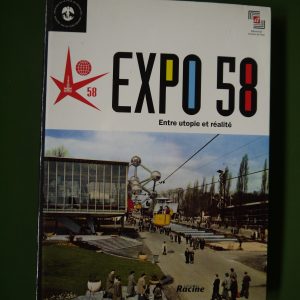 58
EXPO 58
Entre utopie et réalité
Racine